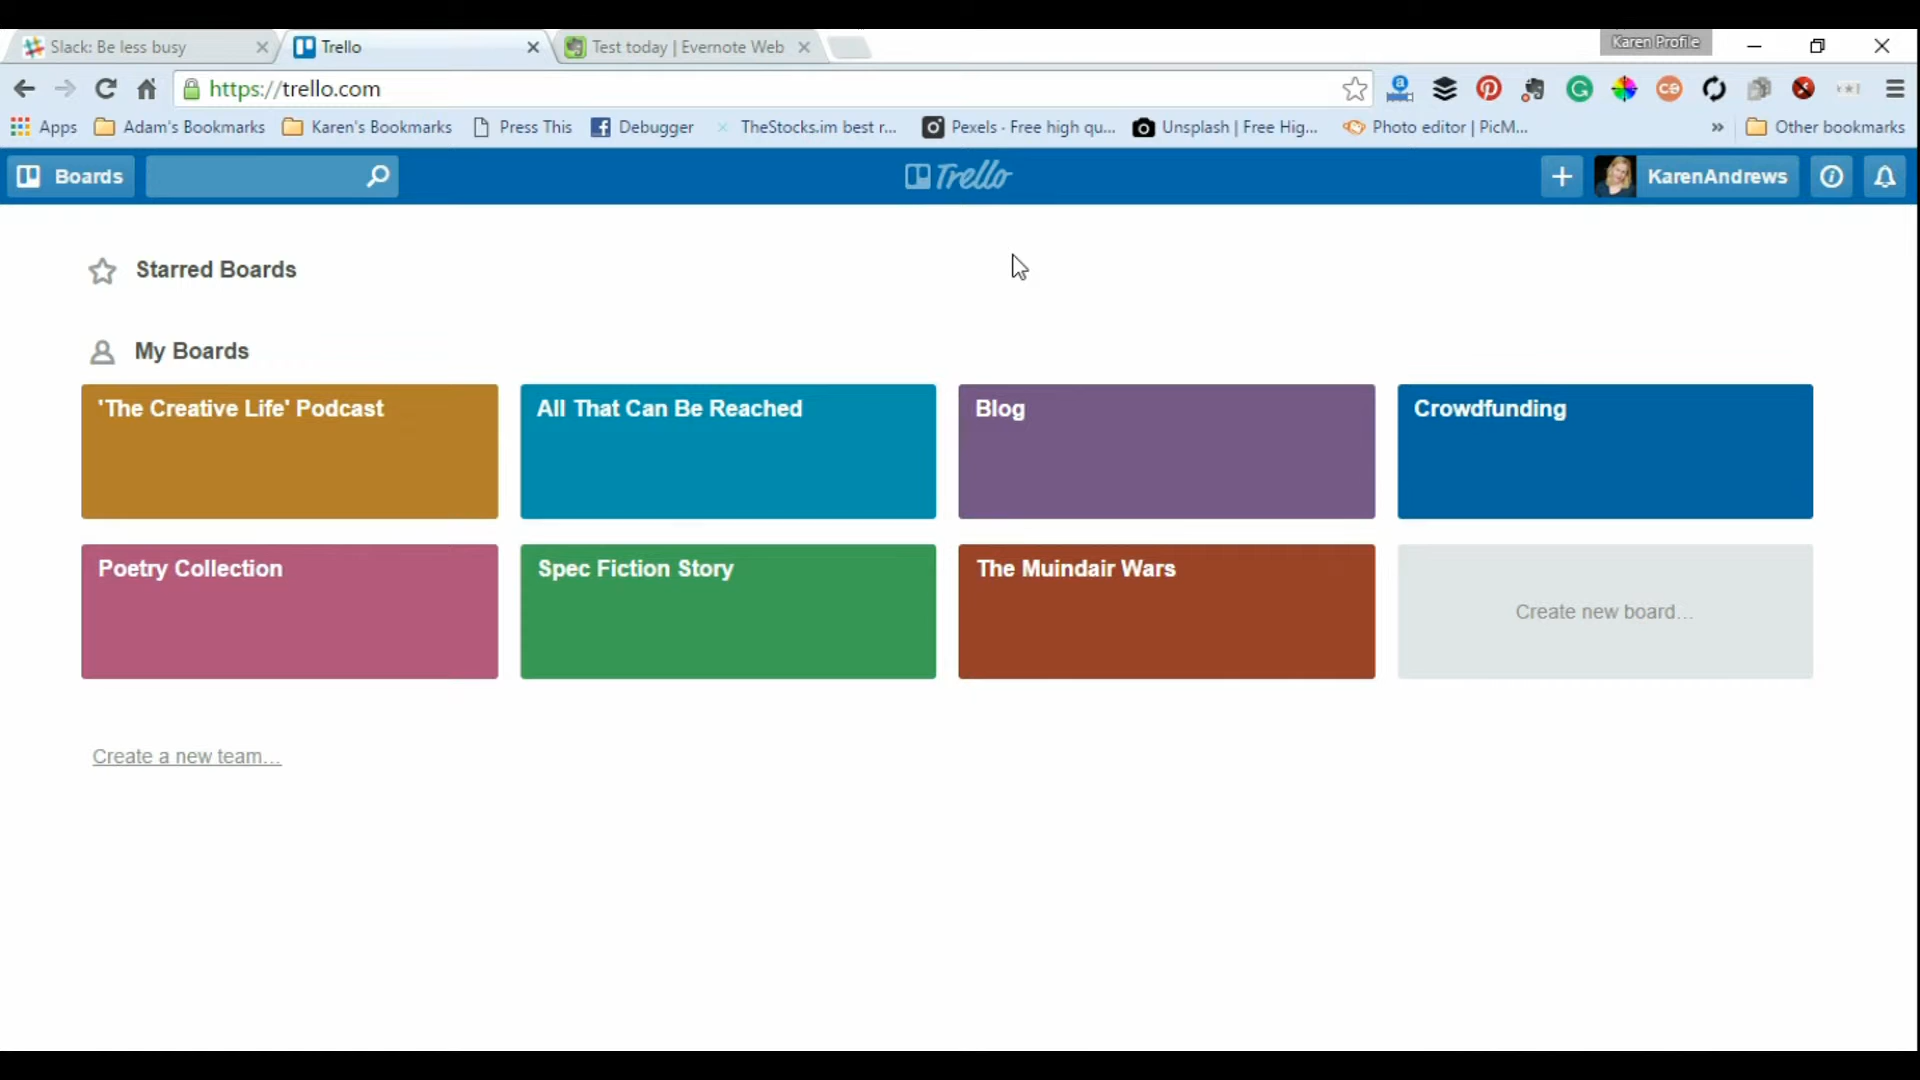 Slack: Be less busy
Trello
Test today | Evernote Web
Karen Profile
https://trello.com
Apps
Adam's Bookmarks
Karen's Bookmarks
Press This
Debugger
TheStocks.im best r...
Pexels · Free high qu...
Unsplash | Free Hig...
Photo editor | PicM...
Other bookmarks
Boards
Trello
KarenAndrews
Starred Boards
My Boards
'The Creative Life' Podcast
All That Can Be Reached
Blog
Crowdfunding
Poetry Collection
Spec Fiction Story
The Muindair Wars
Create new board...
Create a new team...